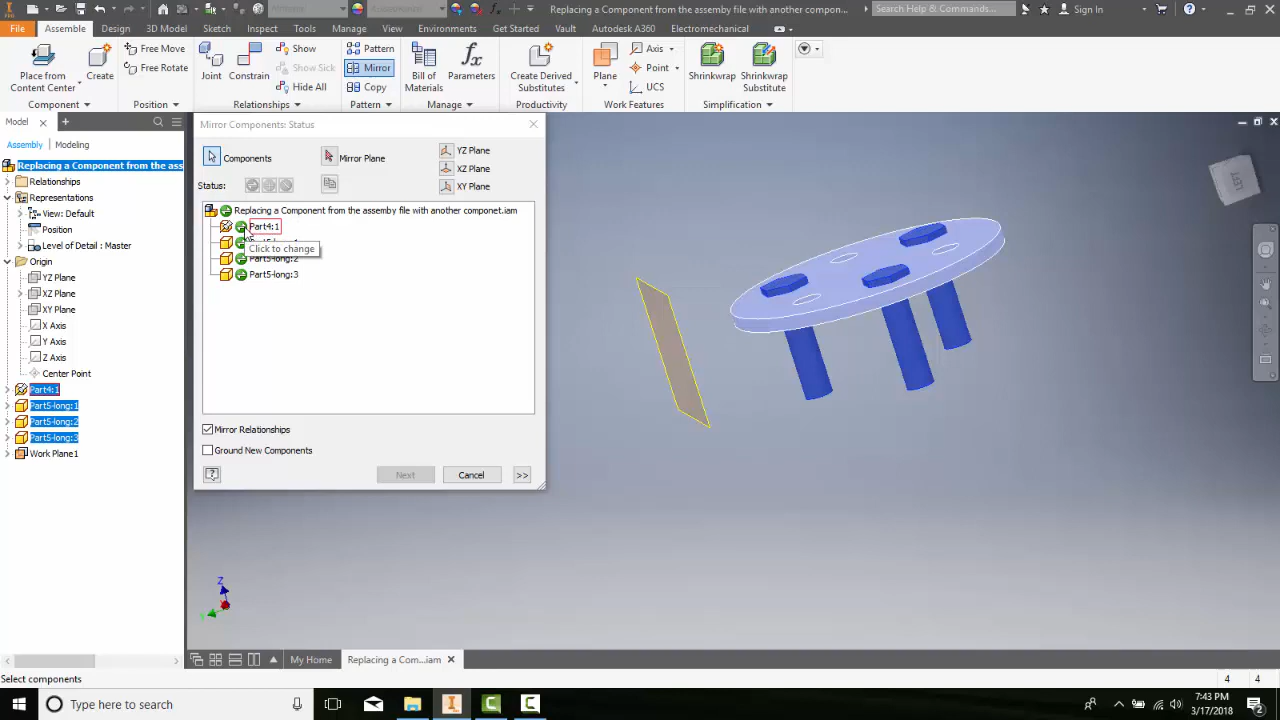 Replacing a Component from the assemby file with another compon...
Search Help & Commands...
Sign In
File
Assemble
Design
3D Model
Sketch
Inspect
Tools
Manage
View
Environments
Get Started
Vault
Autodesk A360
Electromechanical
Place from
Content Center
Create
Free Move
Free Rotate
Joint
Constrain
Show
Show Sick
Hide All
Pattern
Mirror
Copy
Bill of
Materials
Parameters
Create Derived
Substitutes
Plane
Axis
Point
UCS
Shrinkwrap
Shrinkwrap
Substitute
Component
Position
Relationships
Pattern
Manage
Productivity
Work Features
Simplification
Model
Assembly
Modeling
Replacing a Component from the ass
Relationships
Representations
View: Default
Position
Level of Detail : Master
Origin
YZ Plane
XZ Plane
XY Plane
X Axis
Y Axis
Z Axis
Center Point
Part4:1
Part5-long:1
Part5-long:2
Part5-long:3
Work Plane1
Mirror Components: Status
Components
Mirror Plane
YZ Plane
XZ Plane
XY Plane
Status:
Replacing a Component from the assemby file with another componet.iam
Part4:1
Click to change
Part5-long:2
Part5-long:3
Mirror Relationships
Ground New Components
Next
Cancel
>>
LEFT
Z
My Home
Replacing a Com...iam
Select components
4
4
Type here to search
7:43 PM
3/17/2018
2